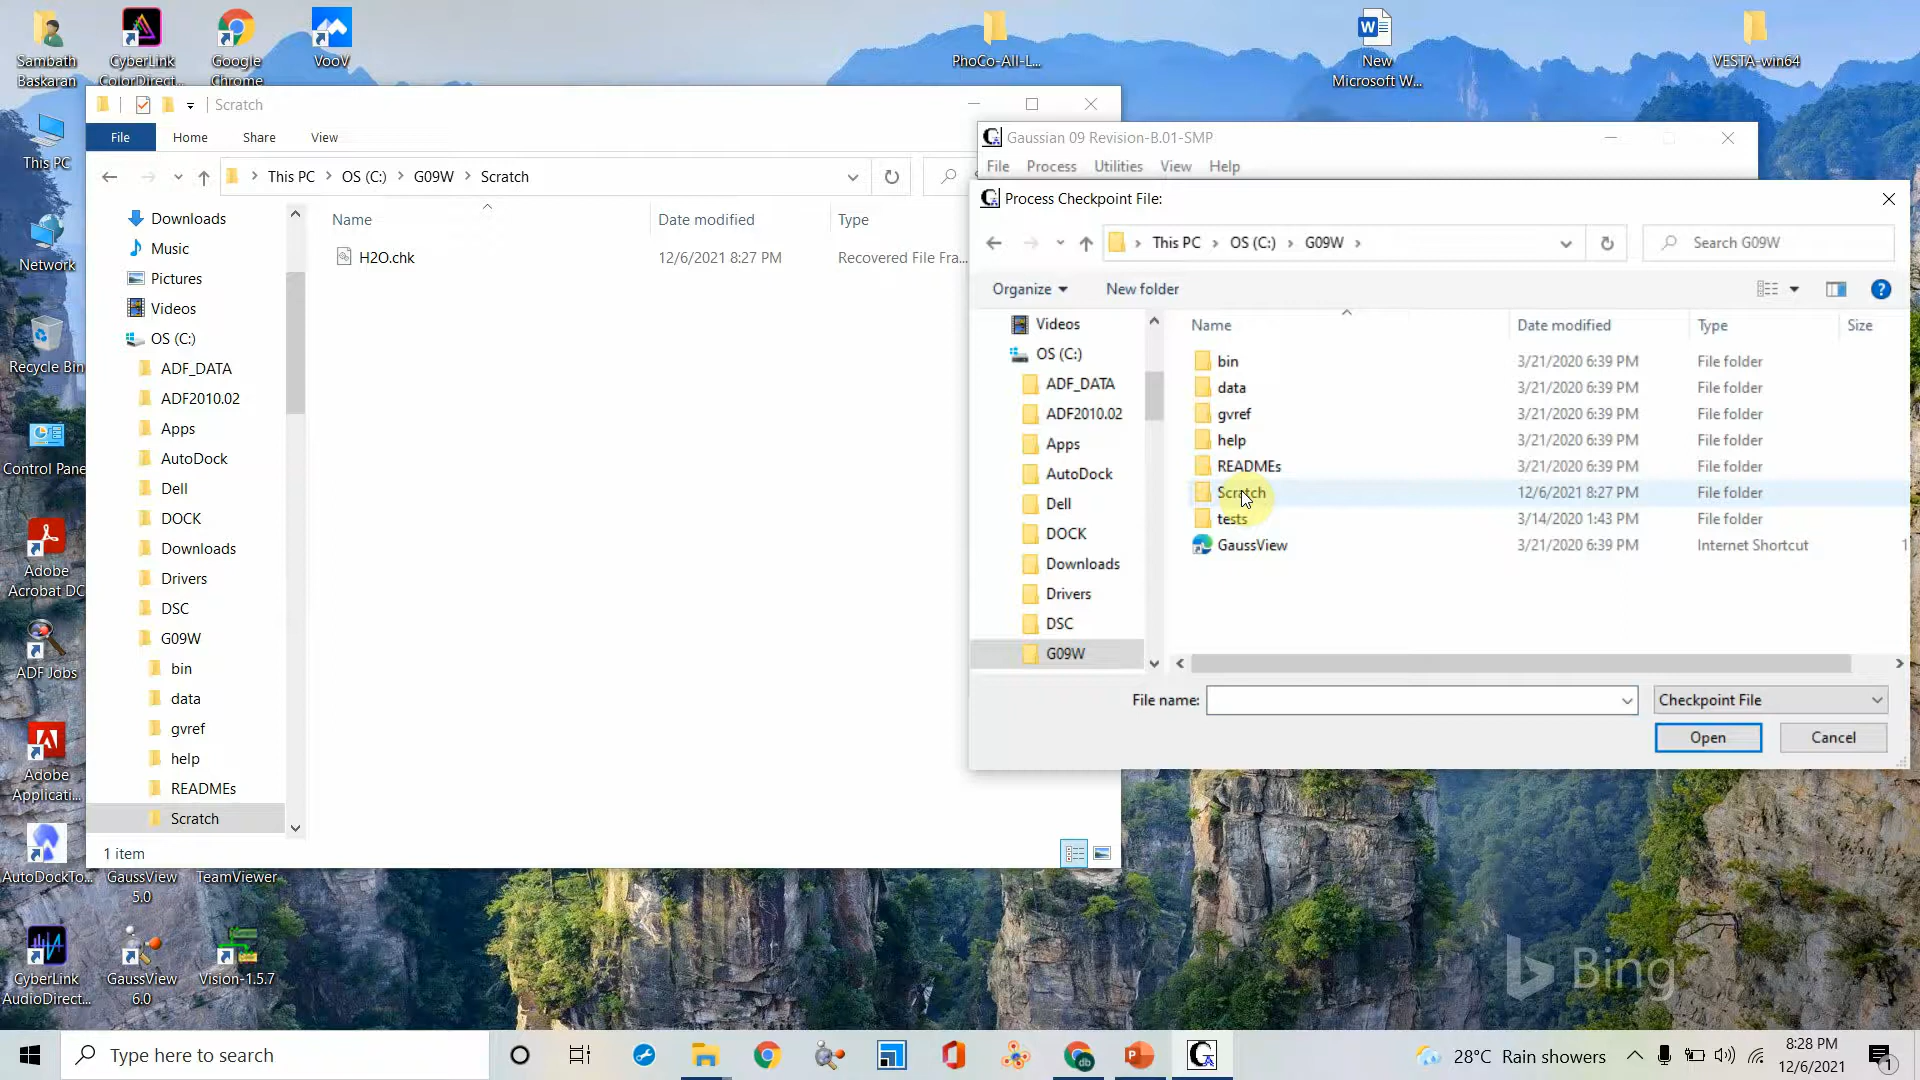 Sambath
Baskaran
CyberLink
ColorDirect...
Google
Chrome
VooV
PhoCo-All-L...
New
Microsoft W...
VESTA-win64
This PC
Network
Recycle Bin
Control Pane
Adobe
Acrobat DC
ADF Jobs
Adobe
Applicati...
AutoDockTo...
GaussView
5.0
TeamViewer
CyberLink
AudioDirect...
GaussView
6.0
Vision-1.5.7
Scratch
File
Home
Share
View
This PC
OS (C:)
G09W
Scratch
Downloads
Music
Pictures
Videos
OS (C:)
ADF_DATA
ADF2010.02
Apps
AutoDock
Dell
DOCK
Downloads
Drivers
DSC
G09W
bin
data
gvref
help
READMEs
Scratch
Name
Date modified
Type
H2O.chk
12/6/2021 8:27 PM
Recovered File Fra...
1 item
Gaussian 09 Revision-B.01-SMP
File
Process
Utilities
View
Help
Process Checkpoint File:
This PC
OS (C:)
G09W
Search G09W
Organize
New folder
Videos
OS (C:)
ADF_DATA
ADF2010.02
Apps
AutoDock
Dell
DOCK
Downloads
Drivers
DSC
G09W
Name
Date modified
Type
Size
bin
3/21/2020 6:39 PM
File folder
data
3/21/2020 6:39 PM
File folder
gvref
3/21/2020 6:39 PM
File folder
help
3/21/2020 6:39 PM
File folder
READMEs
3/21/2020 6:39 PM
File folder
Scratch
12/6/2021 8:27 PM
File folder
tests
3/14/2020 1:43 PM
File folder
GaussView
3/21/2020 6:39 PM
Internet Shortcut
1
File name:
Checkpoint File
Open
Cancel
Bing
Type here to search
28°C Rain showers
8:28 PM
12/6/2021
1